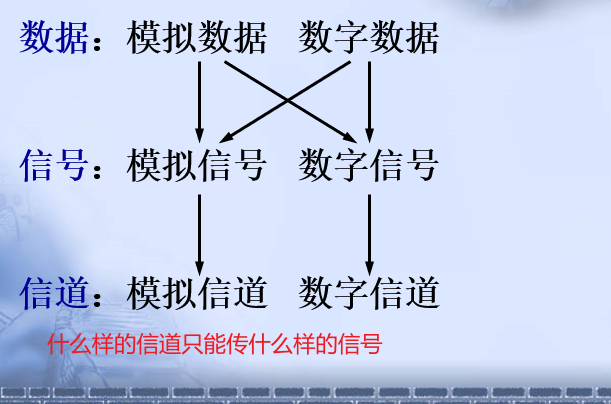 数据：模拟数据 数字数据
信号：模拟信号 数字信号
信道：模拟信道 数字信道
什么样的信道只能传什么样的信号